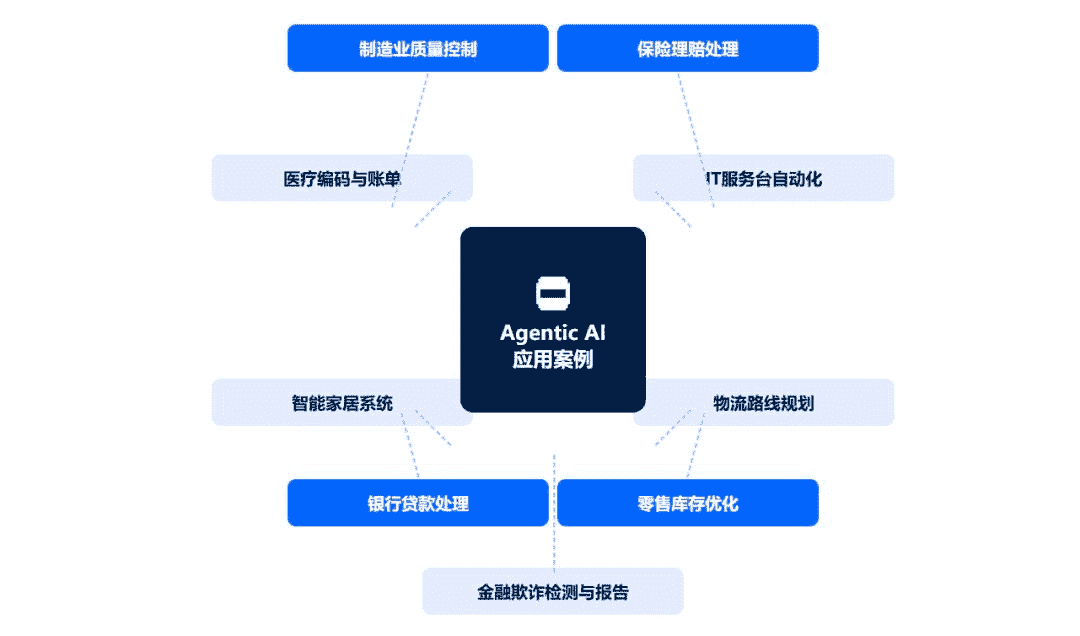 制造业质量控制
保险理赔处理
医疗编码与账单
IT服务台自动化
Agentic AI
应用案例
智能家居系统
物流路线规划
银行贷款处理
零售库存优化
金融欺诈检测与报告